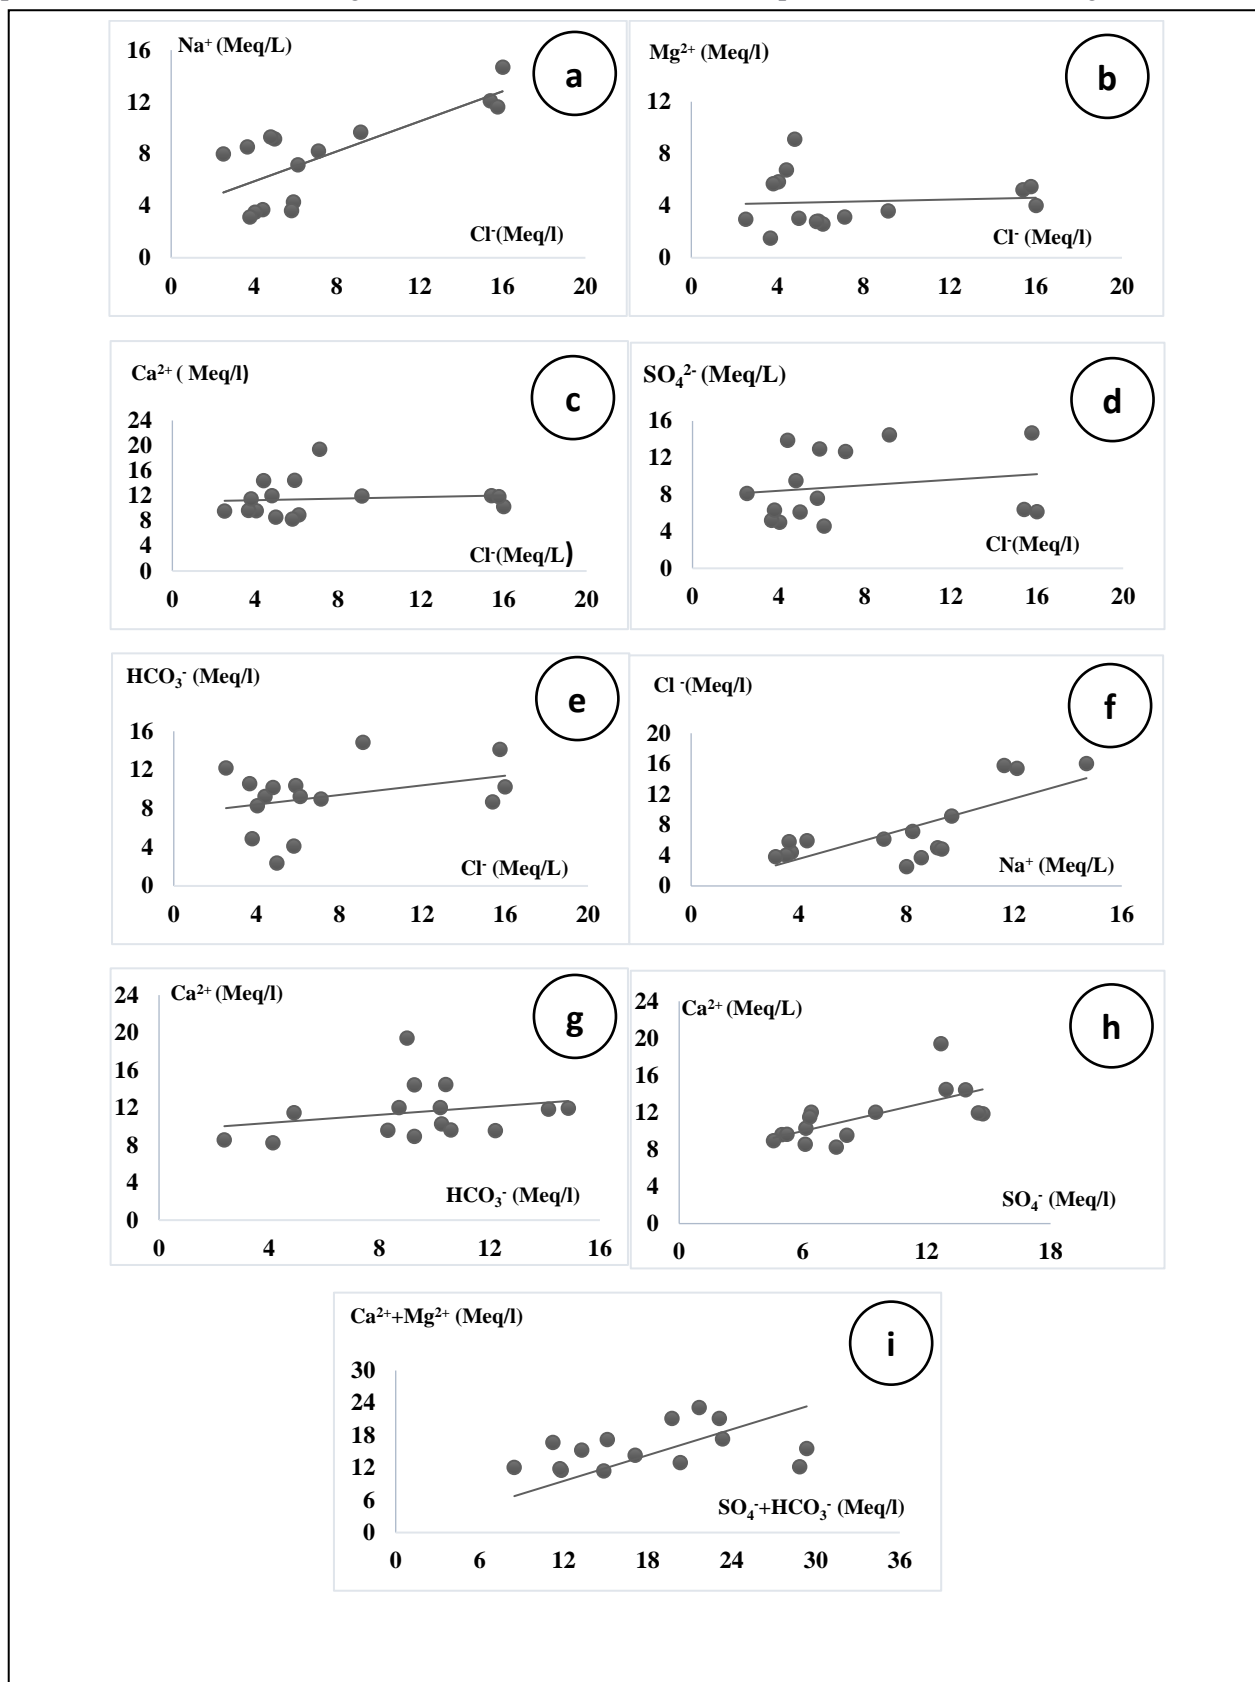 16 Na⁺ (Meq/L)
a
12
8
4
Cl⁻(Meq/l)
0
0 4 8 12 16 20
Mg²⁺ (Meq/l)
b
12
8
4
Cl⁻ (Meq/l)
0
0 4 8 12 16 20
Ca²⁺ ( Meq/l)
c
24
20
16
12
8
4
Cl⁻(Meq/L)
0
0 4 8 12 16 20
SO₄²⁻ (Meq/L)
d
16
12
8
4
Cl⁻(Meq/l)
0
0 4 8 12 16 20
HCO₃⁻ (Meq/l)
e
16
12
8
4
Cl⁻ (Meq/L)
0
0 4 8 12 16 20
Cl ⁻(Meq/l)
f
20
16
12
8
4
Na⁺ (Meq/L)
0
0 4 8 12 16
24 Ca²⁺ (Meq/l)
g
20
16
12
8
4
HCO₃⁻ (Meq/l)
0
0 4 8 12 16
24 Ca²⁺ (Meq/L)
h
20
16
12
8
4
SO₄⁻ (Meq/l)
0
0 6 12 18
Ca²⁺+Mg²⁺ (Meq/l)
i
30
24
18
12
6
SO₄⁻+HCO₃⁻ (Meq/l)
0
0 6 12 18 24 30 36